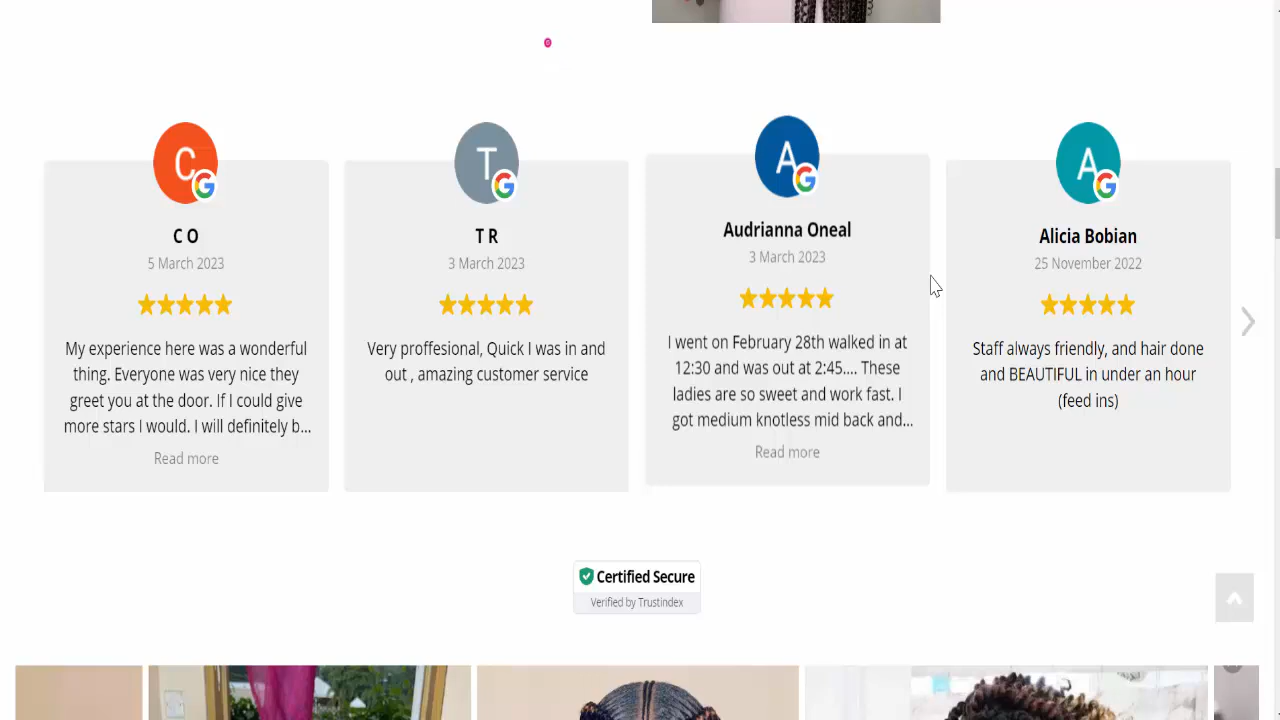 C
T
A
A
C O
5 March 2023
My experience here was a wonderful
thing. Everyone was very nice they
greet you at the door. If I could give
more stars I would. I will definitely b...
Read more
T R
3 March 2023
Very proffesional, Quick I was in and
out , amazing customer service
Audrianna Oneal
3 March 2023
I went on February 28th walked in at
12:30 and was out at 2:45.... These
ladies are so sweet and work fast. I
got medium knotless mid back and...
Read more
Alicia Bobian
25 November 2022
Staff always friendly, and hair done
and BEAUTIFUL in under an hour
(feed ins)
Certified Secure
Verified by Trustindex